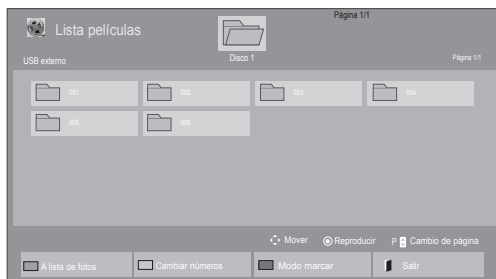 Página 1/1
Lista películas
USB externo
Disco 1
Página 1/1
001
002
003
004
005
006
Mover
Reproducir
P
Cambio de página
A lista de fotos
Cambiar números
Modo marcar
Salir